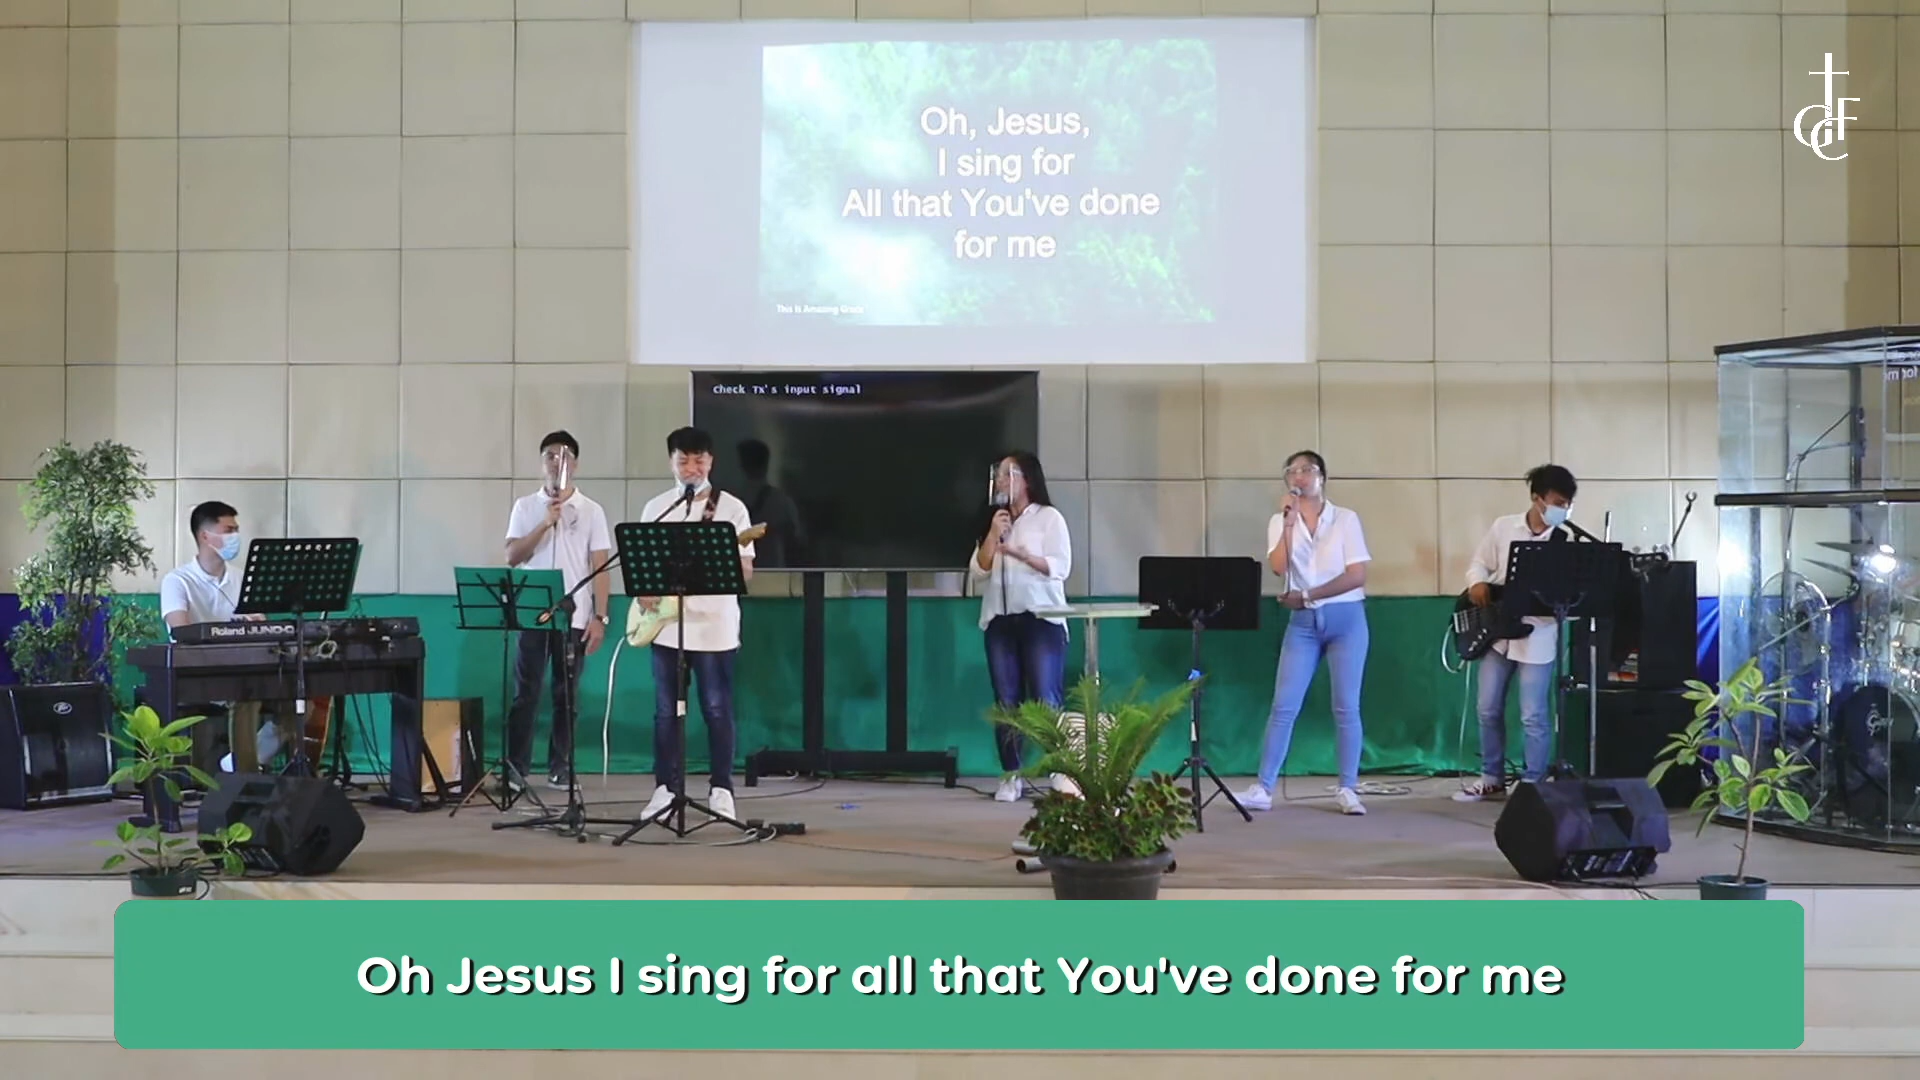 Oh, Jesus,
I sing for
All that You've done
for me
This Is Amazing Grace
Check Tx's input signal
Roland JUNO-D
Oh Jesus I sing for all that You've done for me